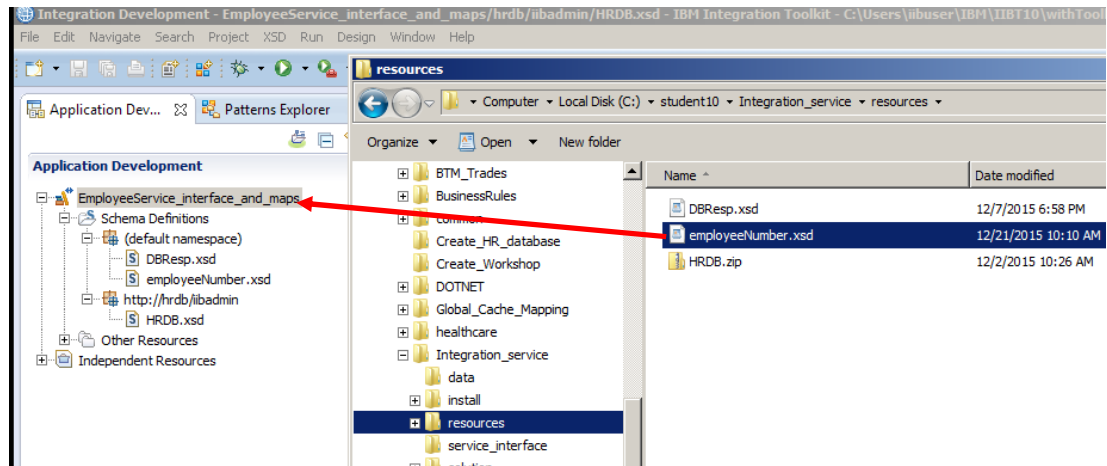 Integration Development - EmployeeService_interface_and_maps/hrdb/iibadmin/HRDB.xsd - IBM Integration Toolkit - C:\Users\iibuser\IBM\IIBT10\withTool
File Edit Navigate Search Project XSD Run Design Window Help
resources
Computer Local Disk (C:) student10 Integration_service resources
Application Dev... Patterns Explorer
Organize Open New folder
Application Development
EmployeeService_interface_and_maps
Schema Definitions
(default namespace)
DBResp.xsd
employeeNumber.xsd
http://hrdb/iibadmin
HRDB.xsd
Other Resources
Independent Resources
BTM_Trades
BusinessRules
common
Create_HR_database
Create_Workshop
DOTNET
Global_Cache_Mapping
healthcare
Integration_service
data
install
resources
service_interface
Name Date modified
DBResp.xsd 12/7/2015 6:58 PM
employeeNumber.xsd 12/21/2015 10:10 AM
HRDB.zip 12/2/2015 10:26 AM